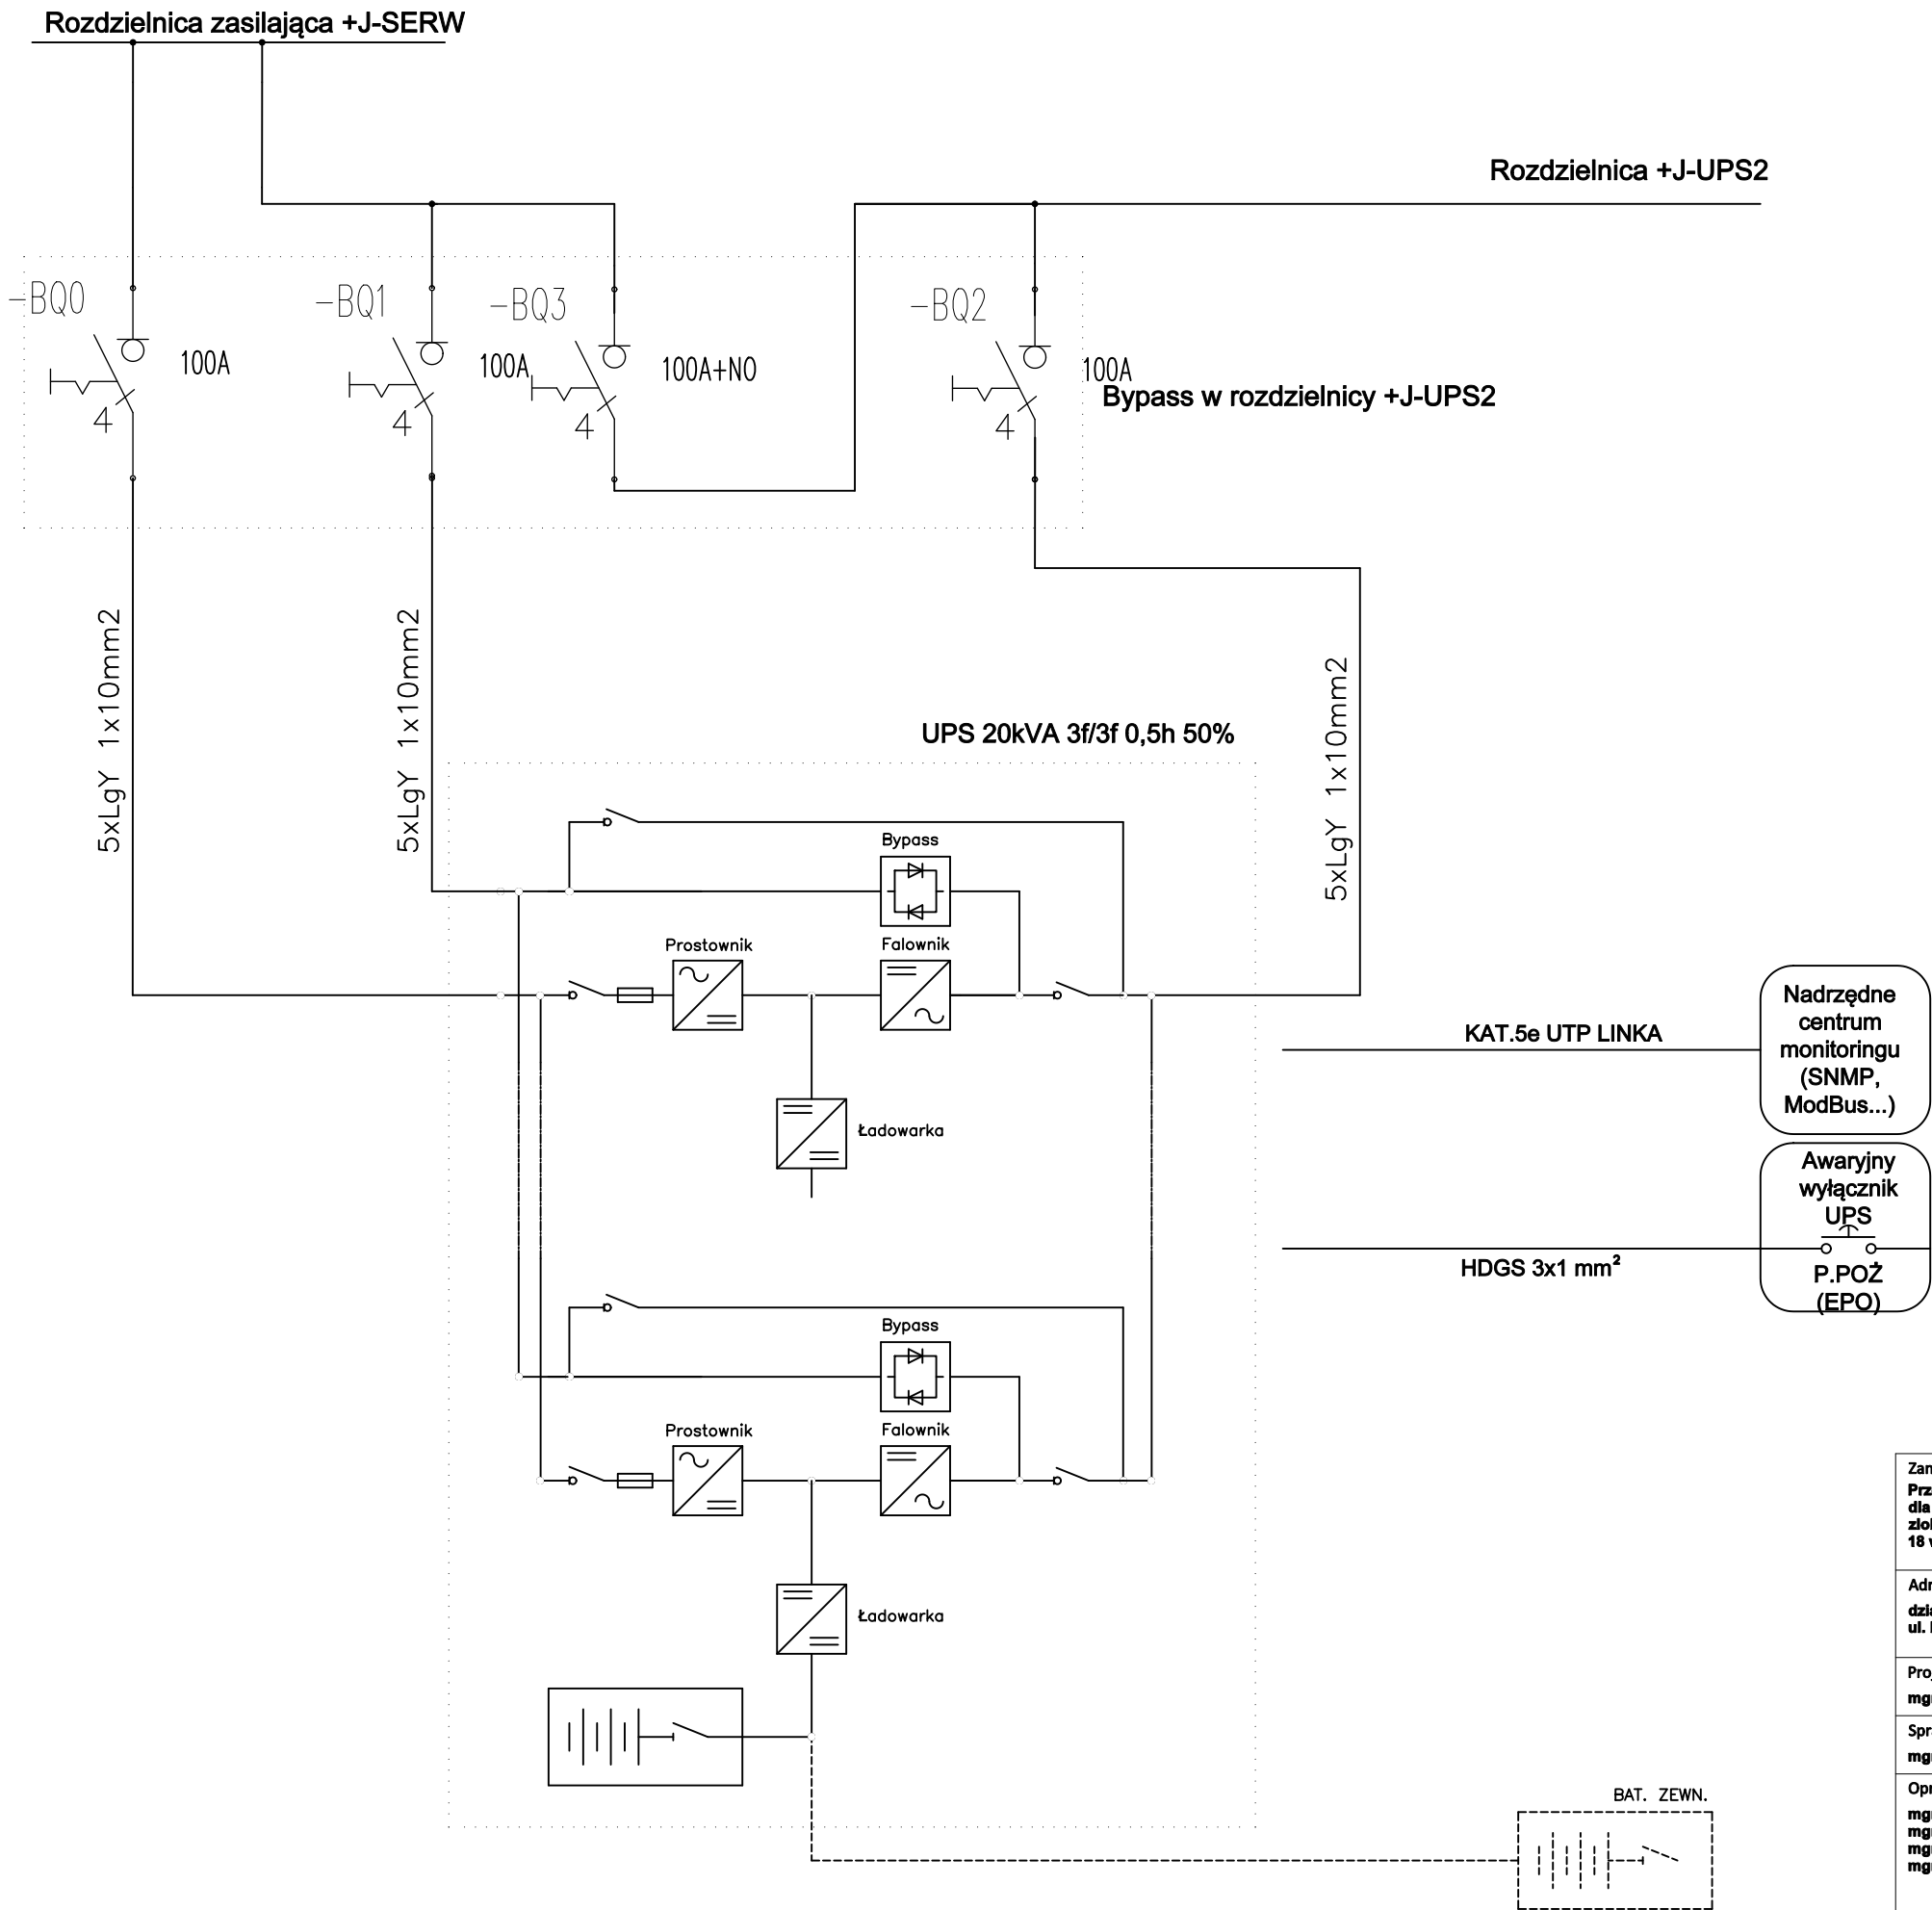 Rozdzielnica zasilająca +J-SERW
Rozdzielnica +J-UPS2
-BQ0
100A
4
-BQ1
100A
4
-BQ3
100A+NO
4
-BQ2
100A
4
Bypass w rozdzielnicy +J-UPS2
5xLgY 1x10mm2
5xLgY 1x10mm2
5xLgY 1x10mm2
UPS 20kVA 3f/3f 0,5h 50%
Bypass
Prostownik
Falownik
Ładowarka
Bypass
Prostownik
Falownik
Ładowarka
KAT.5e UTP LINKA
Nadrzędne
centrum
monitoringu
(SNMP,
ModBus...)
HDGS 3x1 mm²
Awaryjny
wyłącznik
UPS
P.POŻ
(EPO)
BAT. ZEWN.
dla
18
ul.